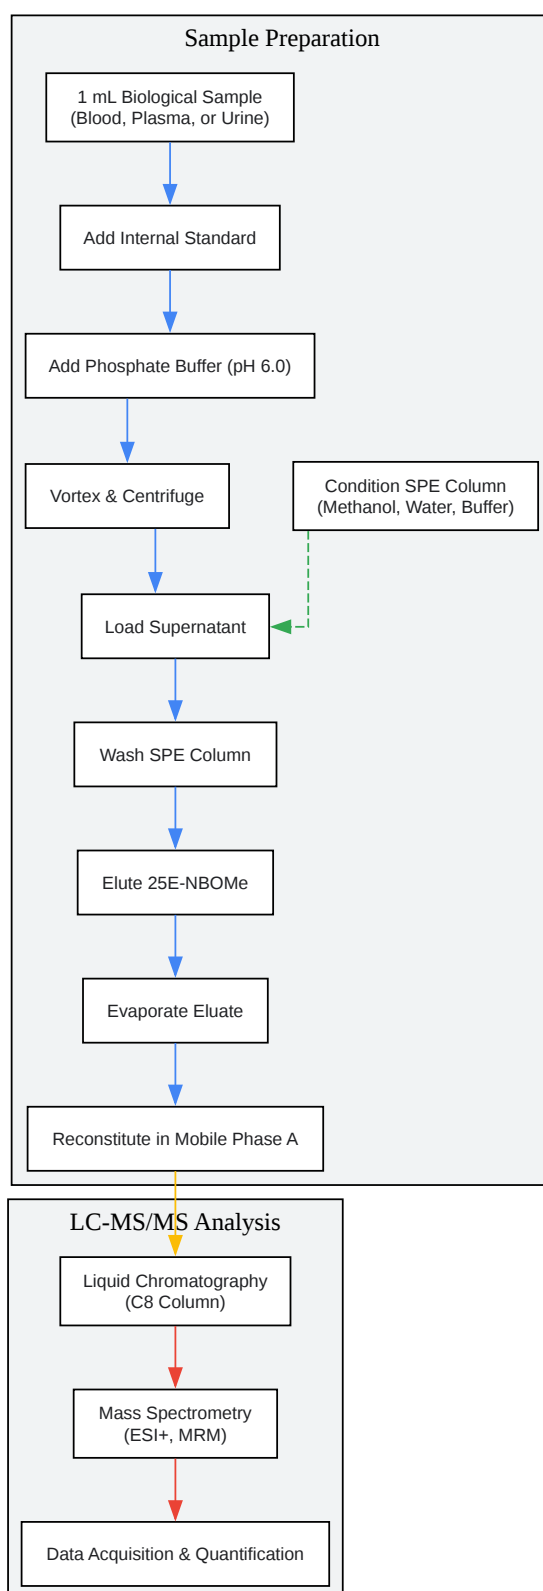 Sample Preparation
1 mL Biological Sample
(Blood, Plasma, or Urine)
Add Internal Standard
Add Phosphate Buffer (pH 6.0)
Vortex & Centrifuge
Condition SPE Column
(Methanol, Water, Buffer)
Load Supernatant
Wash SPE Column
Elute 25E-NBOMe
Evaporate Eluate
Reconstitute in Mobile Phase A
LC-MS/MS Analysis
Liquid Chromatography
(C8 Column)
Mass Spectrometry
(ESI+, MRM)
Data Acquisition & Quantification